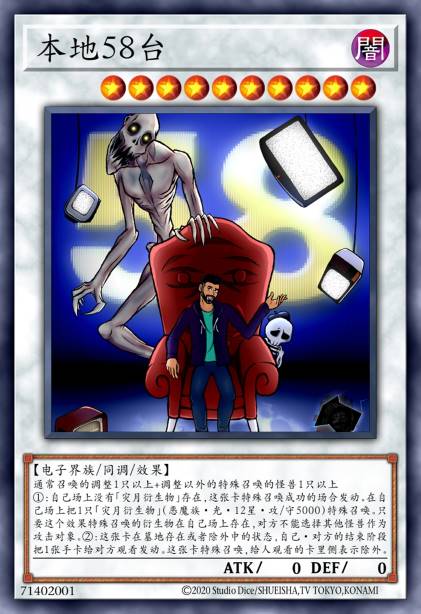 本地58台
闇
58
【电子界族/同调/效果】
通常召唤的调整1只以上+调整以外的特殊召唤的怪兽1只以上
①：自己场上没有「灾月衍生物」存在，这张卡特殊召唤成功的场合发动。在自
己场上把1只「灾月衍生物」(恶魔族·光·12星·攻/守5000)特殊召唤。只
要这个效果特殊召唤的衍生物在自己场上存在，对方不能选择其他怪兽作为
攻击对象。②：这张卡在墓地存在或者除外中的状态，自己·对方的结束阶段
把1张手卡给对方观看发动。这张卡特殊召唤，给人观看的卡里侧表示除外。
ATK/ 0 DEF/ 0
71402001
©2020 Studio Dice/SHUEISHA,TV TOKYO,KONAMI